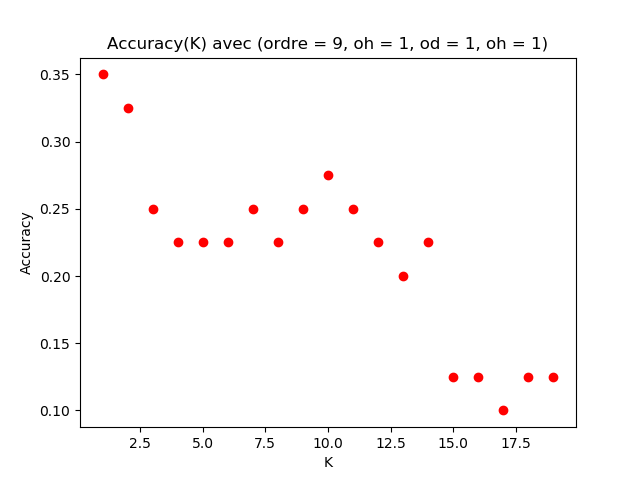 Accuracy(K) avec (ordre = 9, oh = 1, od = 1, oh = 1)
0.35
0.30
0.25
0.20
0.15
0.10
Accuracy
2.5 5.0 7.5 10.0 12.5 15.0 17.5
K